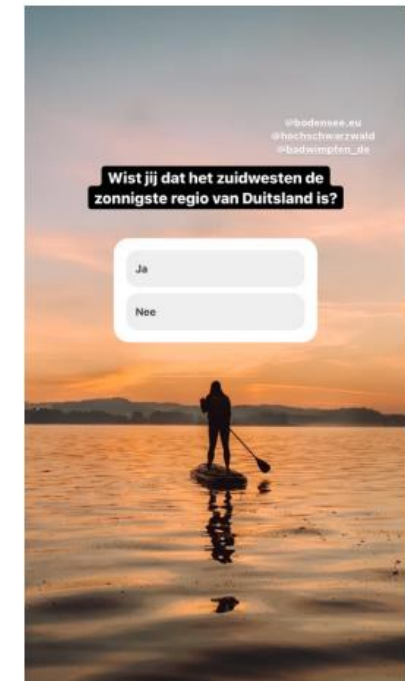 @bodensee.eu
@hochschwarzwald
@badwimpfen_de
Wist jij dat het zuidwesten de
zonnigste regio van Duitsland is?
Ja
Nee